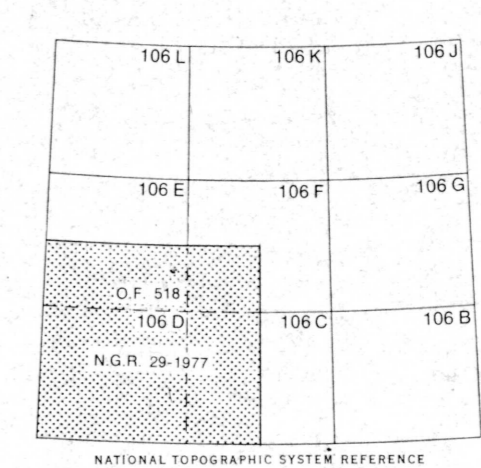 106 L 106 K 106 J
106 E 106 F 106 G
O.F. 518
106 D 106 C 106 B
N.G.R. 29-1977
NATIONAL TOPOGRAPHIC SYSTEM REFERENCE